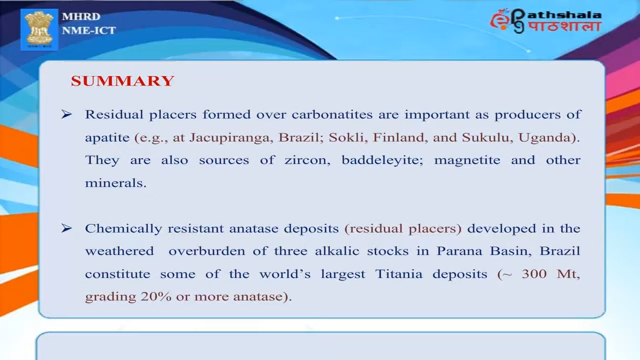 MHRD
NME-ICT
Pathshala
पाठशाला
SUMMARY
Residual placers formed over carbonatites are important as producers of
apatite (e.g., at Jacupiranga, Brazil; Sokli, Finland, and Sukulu, Uganda).
They are also sources of zircon, baddeleyite; magnetite and other
minerals.
Chemically resistant anatase deposits (residual placers) developed in the
weathered overburden of three alkalic stocks in Parana Basin, Brazil
constitute some of the world's largest Titania deposits (~ 300 Mt,
grading 20% or more anatase).